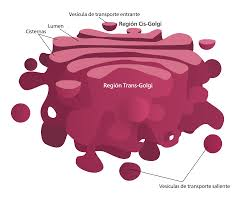 Vesícula de transporte entrante
Lumen
Región Cis-Golgi
Cisternas
Región Trans-Golgi
Vesículas de transporte saliente